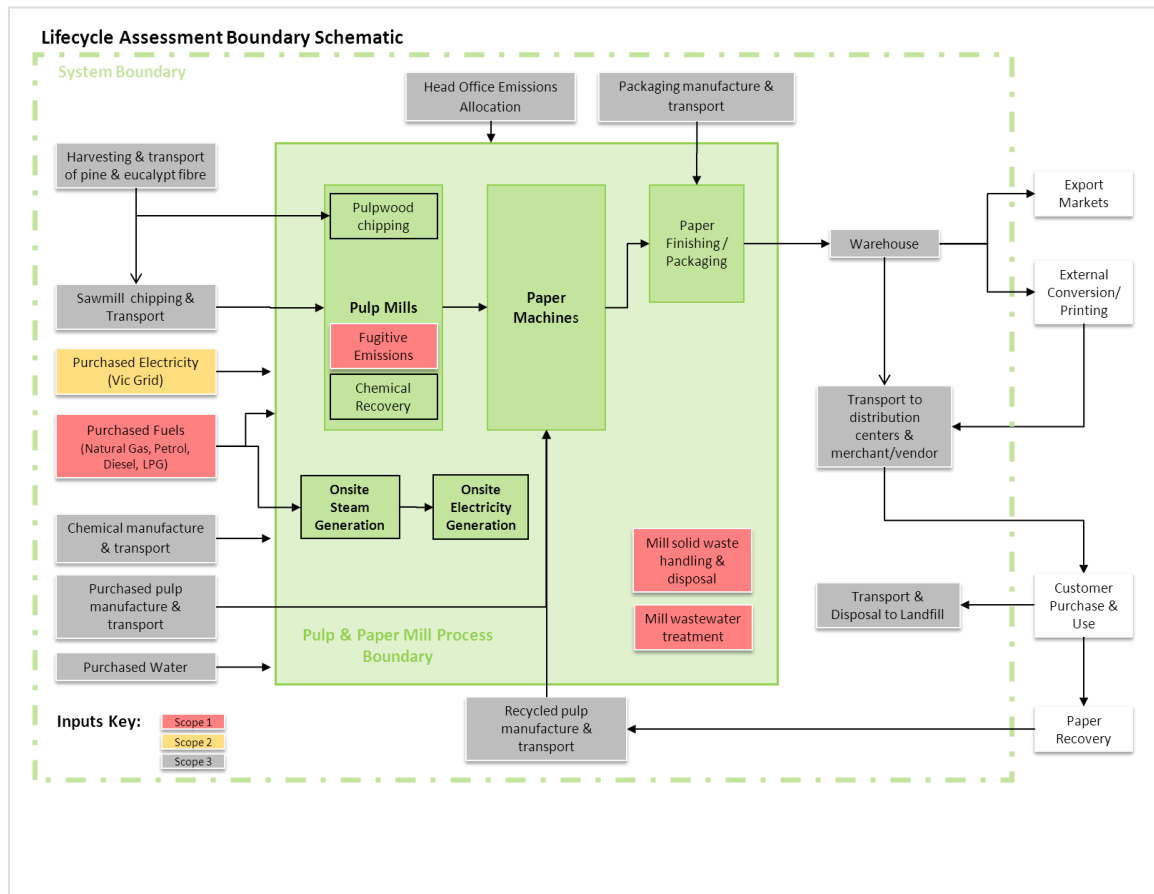 Lifecycle Assessment Boundary Schematic
System Boundary
Head Office Emissions
Allocation
Packaging manufacture &
transport
Harvesting & transport
of pine & eucalypt fibre
Pulpwood
chipping
Paper
Finishing /
Packaging
Export
Markets
Warehouse
External
Conversion/
Printing
Sawmill chipping &
Transport
Pulp Mills
Paper
Machines
Fugitive
Emissions
Purchased Electricity
(Vic Grid)
Chemical
Recovery
Purchased Fuels
(Natural Gas, Petrol,
Diesel, LPG)
Transport to
distribution
centers &
merchant/vendor
Onsite
Steam
Generation
Onsite
Electricity
Generation
Chemical manufacture
& transport
Mill solid waste
handling &
disposal
Purchased pulp
manufacture &
transport
Transport &
Disposal to Landfill
Customer
Purchase &
Use
Mill wastewater
treatment
Pulp & Paper Mill Process
Boundary
Purchased Water
Inputs Key:
Scope 1
Scope 2
Scope 3
Recycled pulp
manufacture &
transport
Paper
Recovery